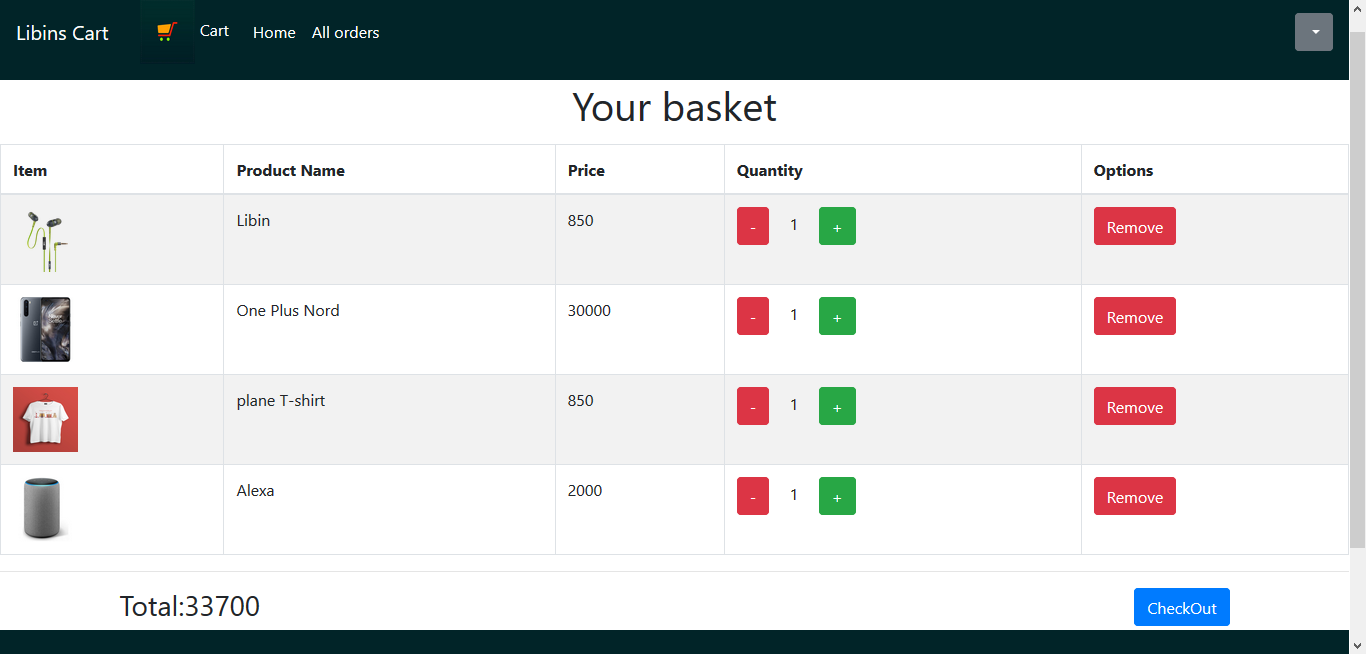 Libins Cart Cart Home All orders
Your basket
Item Product Name Price Quantity Options
Libin 850 - 1 + Remove
One Plus Nord 30000 - 1 + Remove
plane T-shirt 850 - 1 + Remove
Alexa 2000 - 1 + Remove
Total:33700 CheckOut